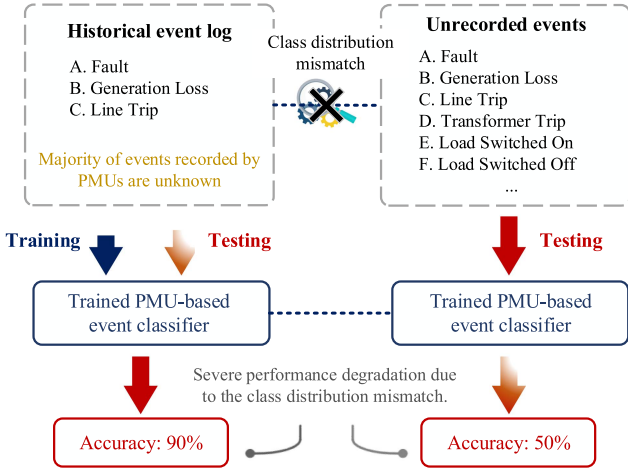 Historical event log
A. Fault
B. Generation Loss
C. Line Trip
Majority of events recorded by
PMUs are unknown
Class distribution
mismatch
Unrecorded events
A. Fault
B. Generation Loss
C. Line Trip
D. Transformer Trip
E. Load Switched On
F. Load Switched Off
...
Training
Testing
Testing
Trained PMU-based
event classifier
Trained PMU-based
event classifier
Severe performance degradation due
to the class distribution mismatch.
Accuracy: 90%
Accuracy: 50%